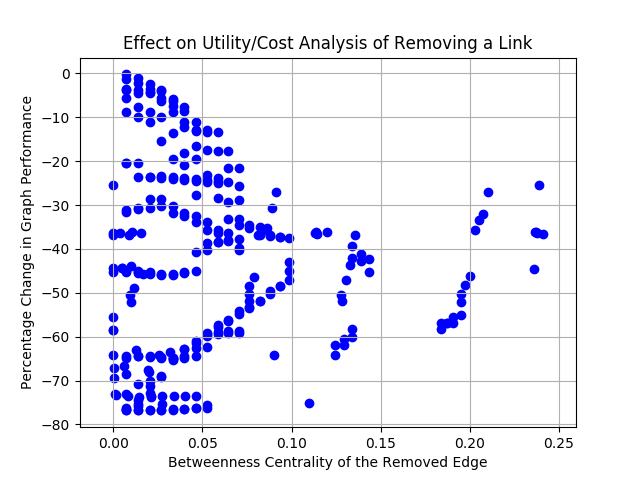 Effect on Utility/Cost Analysis of Removing a Link
Percentage Change in Graph Performance
0
−10
−20
−30
−40
−50
−60
−70
−80
0.00 0.05 0.10 0.15 0.20 0.25
Betweenness Centrality of the Removed Edge